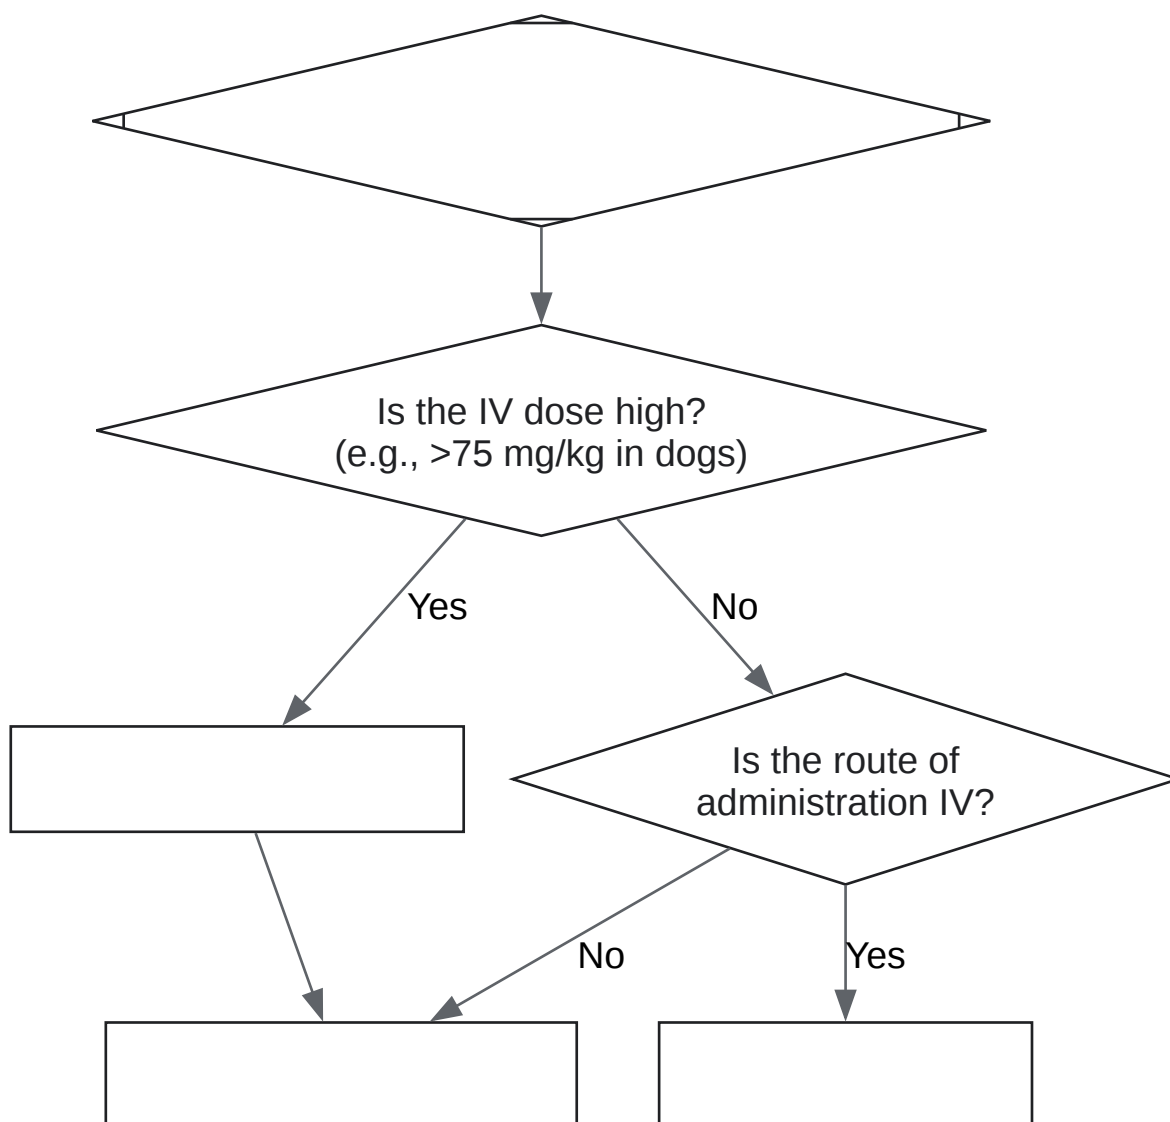 Is the IV dose high?
(e.g., >75 mg/kg in dogs)
Yes
No
Is the route of
administration IV?
No
Yes